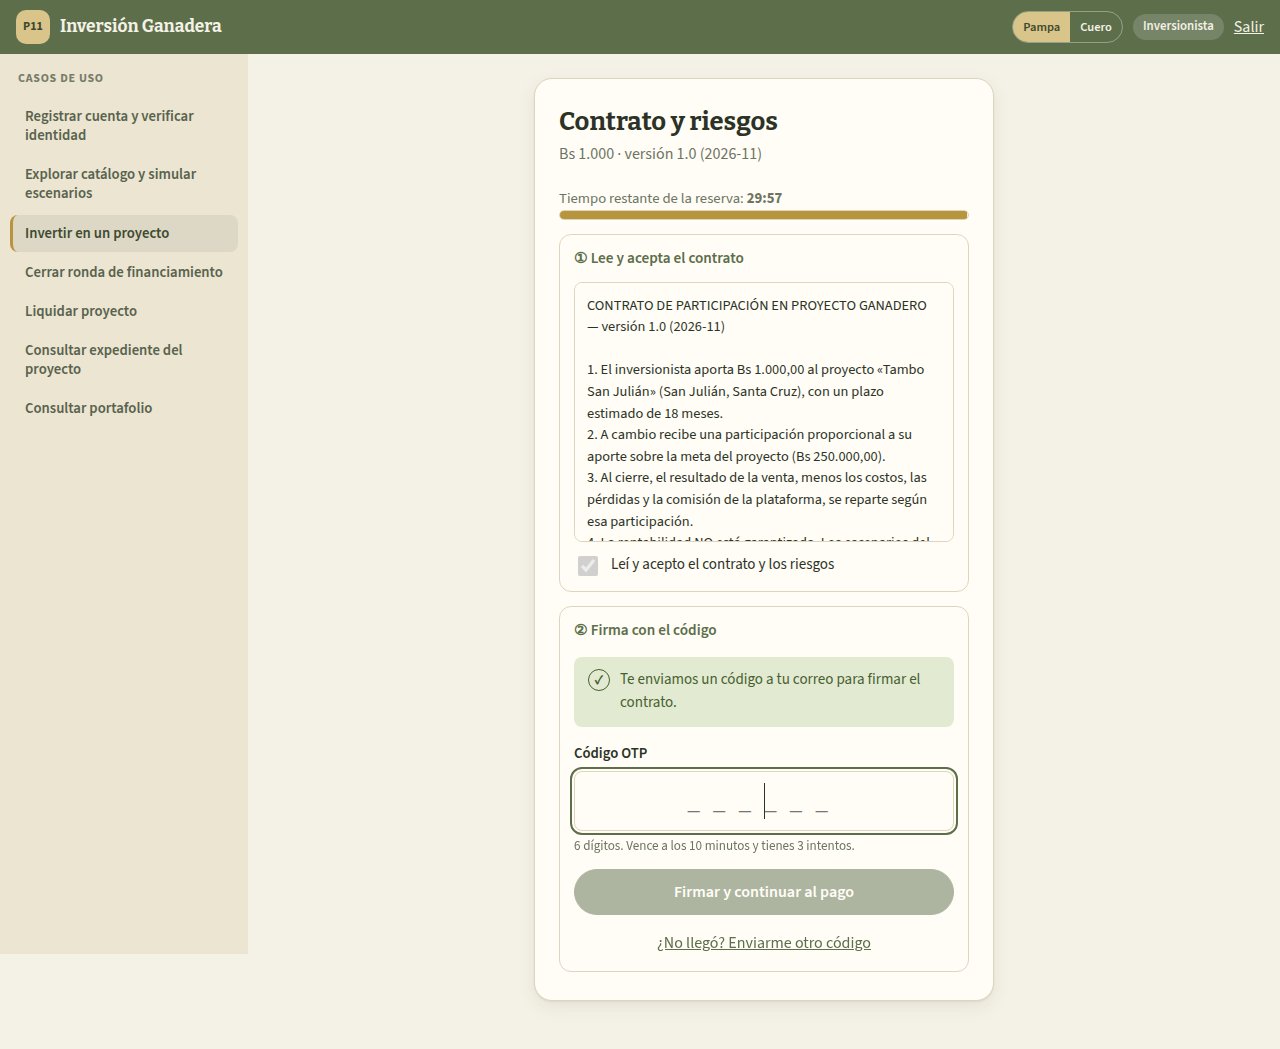 P11 Inversión Ganadera
Pampa Cuero Inversionista Salir
CASOS DE USO
Registrar cuenta y verificar
identidad
Explorar catálogo y simular
escenarios
Invertir en un proyecto
Cerrar ronda de financiamiento
Liquidar proyecto
Consultar expediente del
proyecto
Consultar portafolio
Contrato y riesgos
Bs 1.000 · versión 1.0 (2026-11)
Tiempo restante de la reserva: 29:57
① Lee y acepta el contrato
CONTRATO DE PARTICIPACIÓN EN PROYECTO GANADERO
— versión 1.0 (2026-11)
1. El inversionista aporta Bs 1.000,00 al proyecto «Tambo
San Julián» (San Julián, Santa Cruz), con un plazo
estimado de 18 meses.
2. A cambio recibe una participación proporcional a su
aporte sobre la meta del proyecto (Bs 250.000,00).
3. Al cierre, el resultado de la venta, menos los costos, las
pérdidas y la comisión de la plataforma, se reparte según
esa participación.
4. La rentabilidad NO está garantizada. Los escenarios del
Leí y acepto el contrato y los riesgos
② Firma con el código
Te enviamos un código a tu correo para firmar el
contrato.
Código OTP
_ _ _ _ _ _
6 dígitos. Vence a los 10 minutos y tienes 3 intentos.
Firmar y continuar al pago
¿No llegó? Enviarme otro código